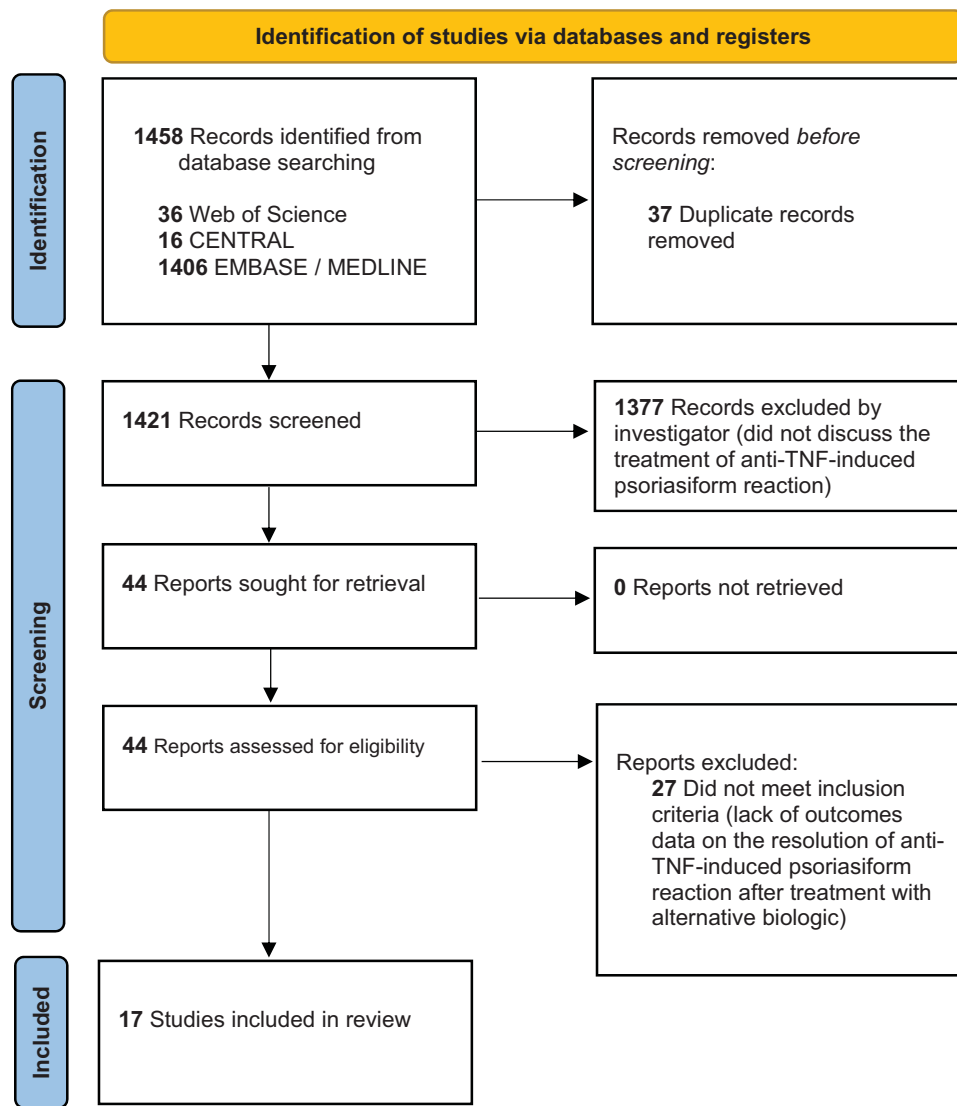 Identification of studies via databases and registers
Identification
1458 Records identified from
database searching
36 Web of Science
16 CENTRAL
1406 EMBASE / MEDLINE
Records removed before
screening:
37 Duplicate records
removed
Screening
1421 Records screened
1377 Records excluded by
investigator (did not discuss the
treatment of anti-TNF-induced
psoriasiform reaction)
44 Reports sought for retrieval
0 Reports not retrieved
44 Reports assessed for eligibility
Reports excluded:
27 Did not meet inclusion
criteria (lack of outcomes
data on the resolution of anti-
TNF-induced psoriasiform
reaction after treatment with
alternative biologic)
Included
17 Studies included in review